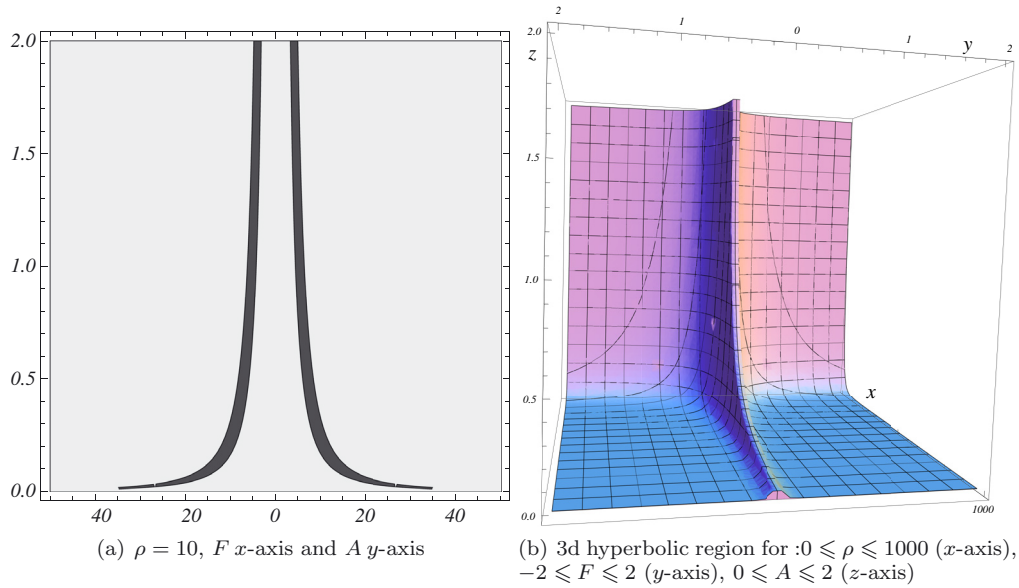 2.0
1.5
1.0
0.5
0.0
40 20 0 20 40
(a) ρ = 10, F x-axis and A y-axis
2 1 0 1 2
y
2.0
z
1.5
1.0
0.5
0.0
x
1000
(b) 3d hyperbolic region for :0 ⩽ ρ ⩽ 1000 (x-axis),
−2 ⩽ F ⩽ 2 (y-axis), 0 ⩽ A ⩽ 2 (z-axis)